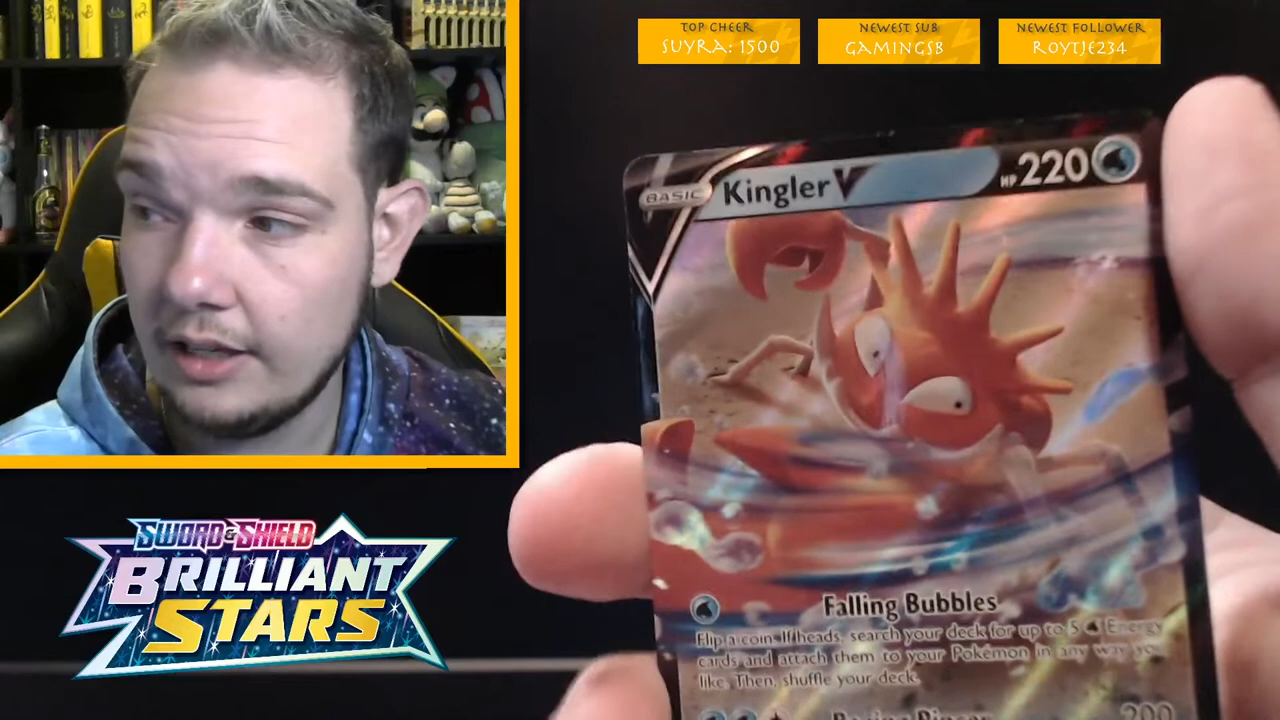 TOP CHEER
SUYRA: 1500
NEWEST SUB
GAMINGSB
NEWEST FOLLOWER
ROYTJE234
BASIC
Kingler V
HP 220
Falling Bubbles
Flip a coin. If heads, search your deck for up to 5 Energy
cards and attach them to your Pokémon in any way you
like. Then, shuffle your deck.
200
SWORD & SHIELD
BRILLIANT
STARS